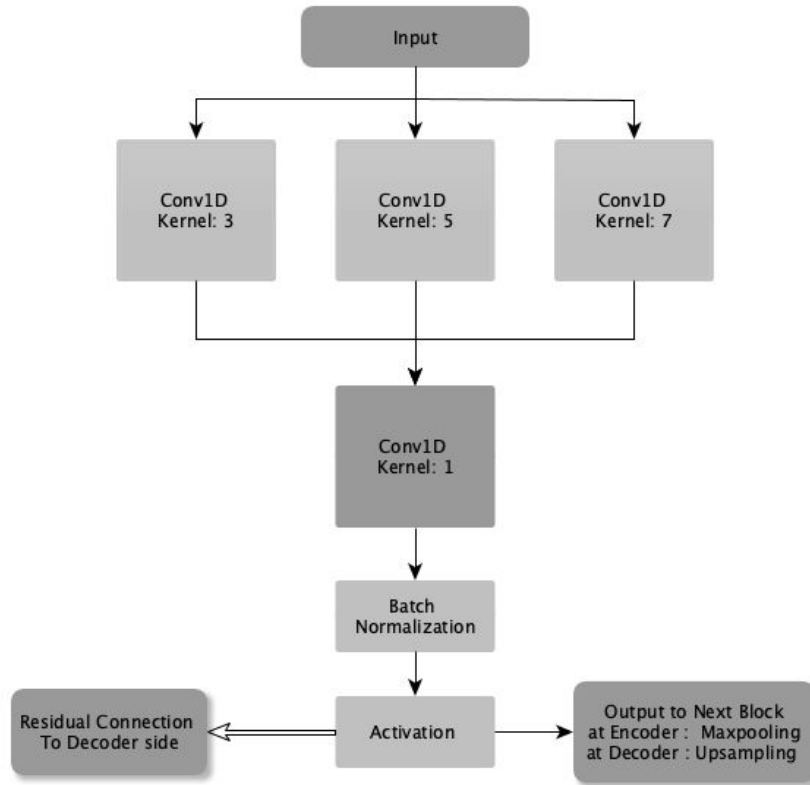 Input
Conv1D
Kernel: 3
Conv1D
Kernel: 5
Conv1D
Kernel: 7
Conv1D
Kernel: 1
Batch
Normalization
Residual Connection
To Decoder side
Activation
Output to Next Block
at Encoder :  Maxpooling
at Decoder : Upsampling